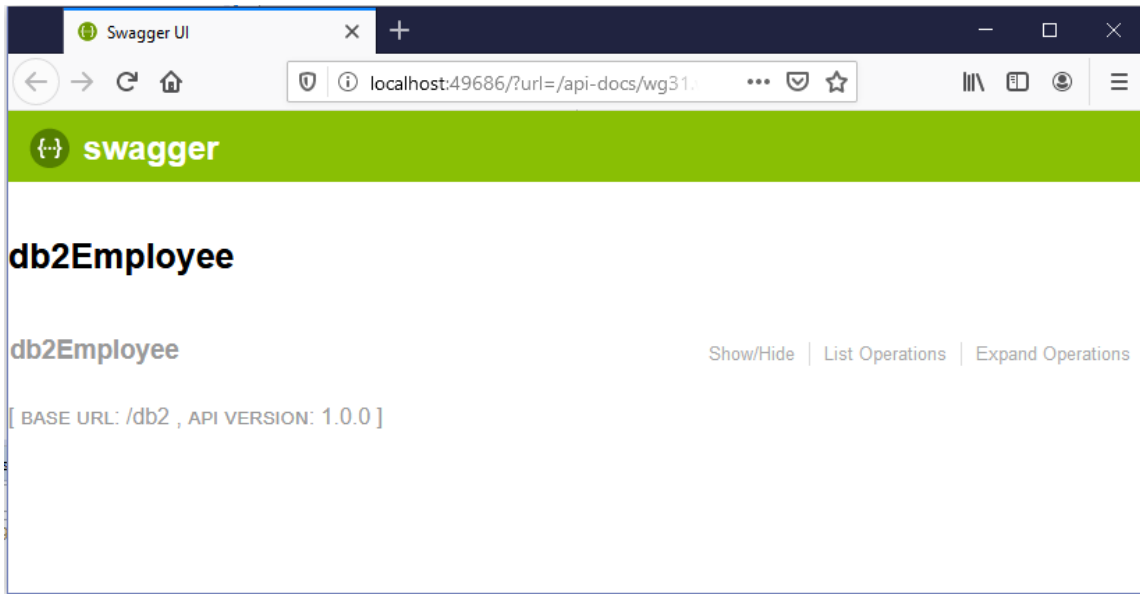 Swagger UI
localhost:49686/?url=/api-docs/wg31.
{··} swagger
db2Employee
db2Employee
Show/Hide | List Operations | Expand Operations
[ BASE URL: /db2 , API VERSION: 1.0.0 ]